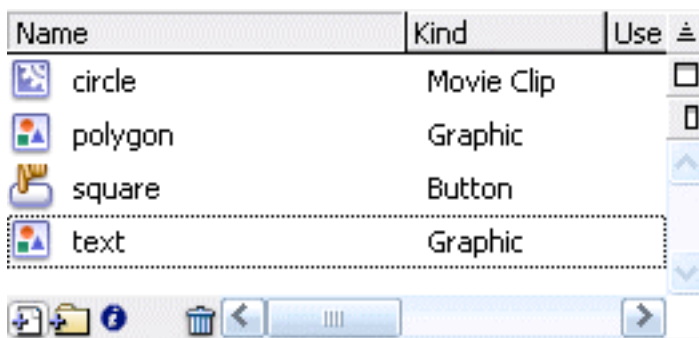 Name Kind Use
circle Movie Clip
polygon Graphic
square Button
text Graphic